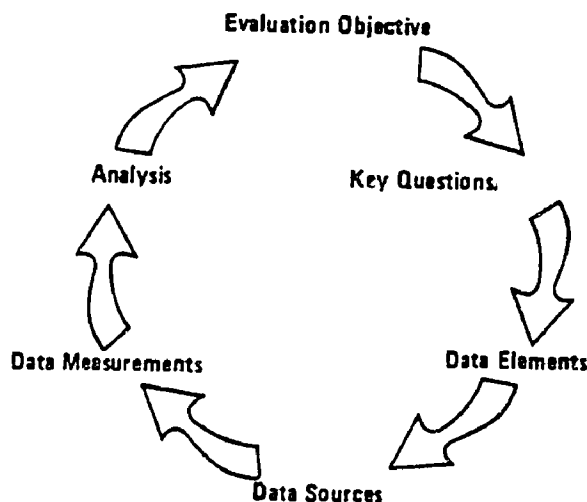 Evaluation Objective
Key Questions.
Data Elements
Data Sources
Data Measurements
Analysis